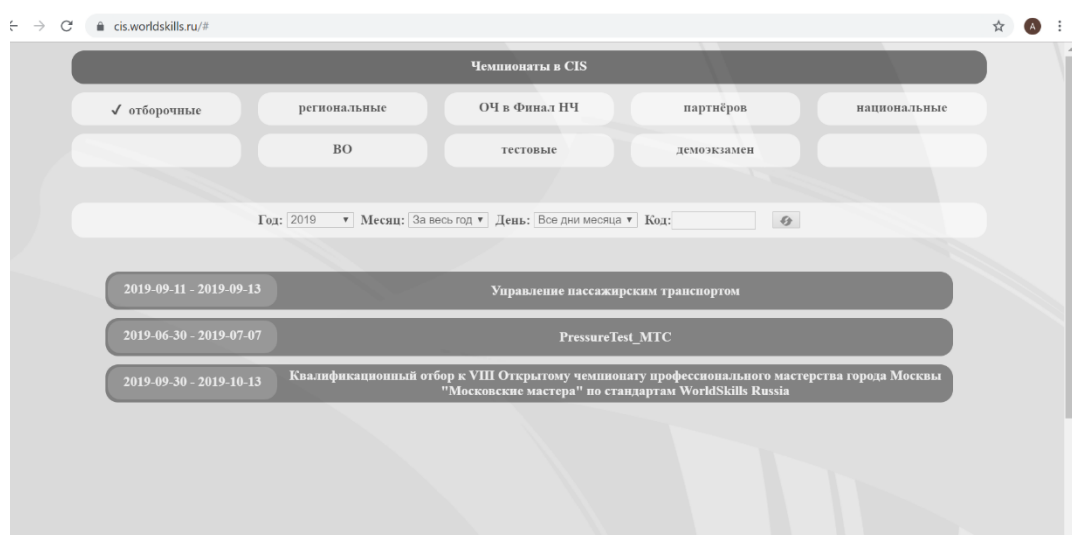 cis.worldskills.ru/#
A
Чемпионаты в CIS
✓ отборочные региональные ОЧ в Финал НЧ партнёров национальные
ВО тестовые демоэкзамен
Год: 2019 Месяц: За весь год День: Все дни месяца Код:
2019-09-11 - 2019-09-13 Управление пассажирским транспортом
2019-06-30 - 2019-07-07 PressureTest_МТС
2019-09-30 - 2019-10-13 Квалификационный отбор к VIII Открытому чемпионату профессионального мастерства города Москвы
"Московские мастера" по стандартам WorldSkills Russia